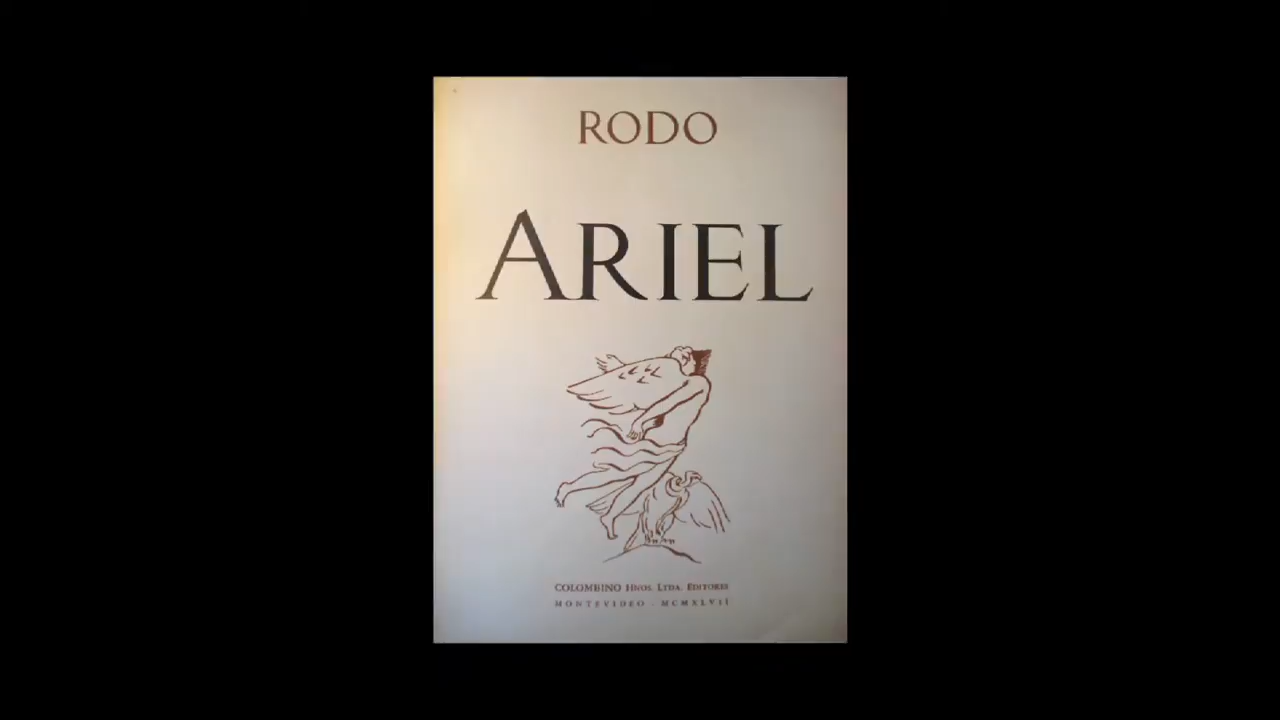 RODO
ARIEL
COLOMBINO HNOS. LTDA. EDITORES
MONTEVIDEO - MCMXLVII